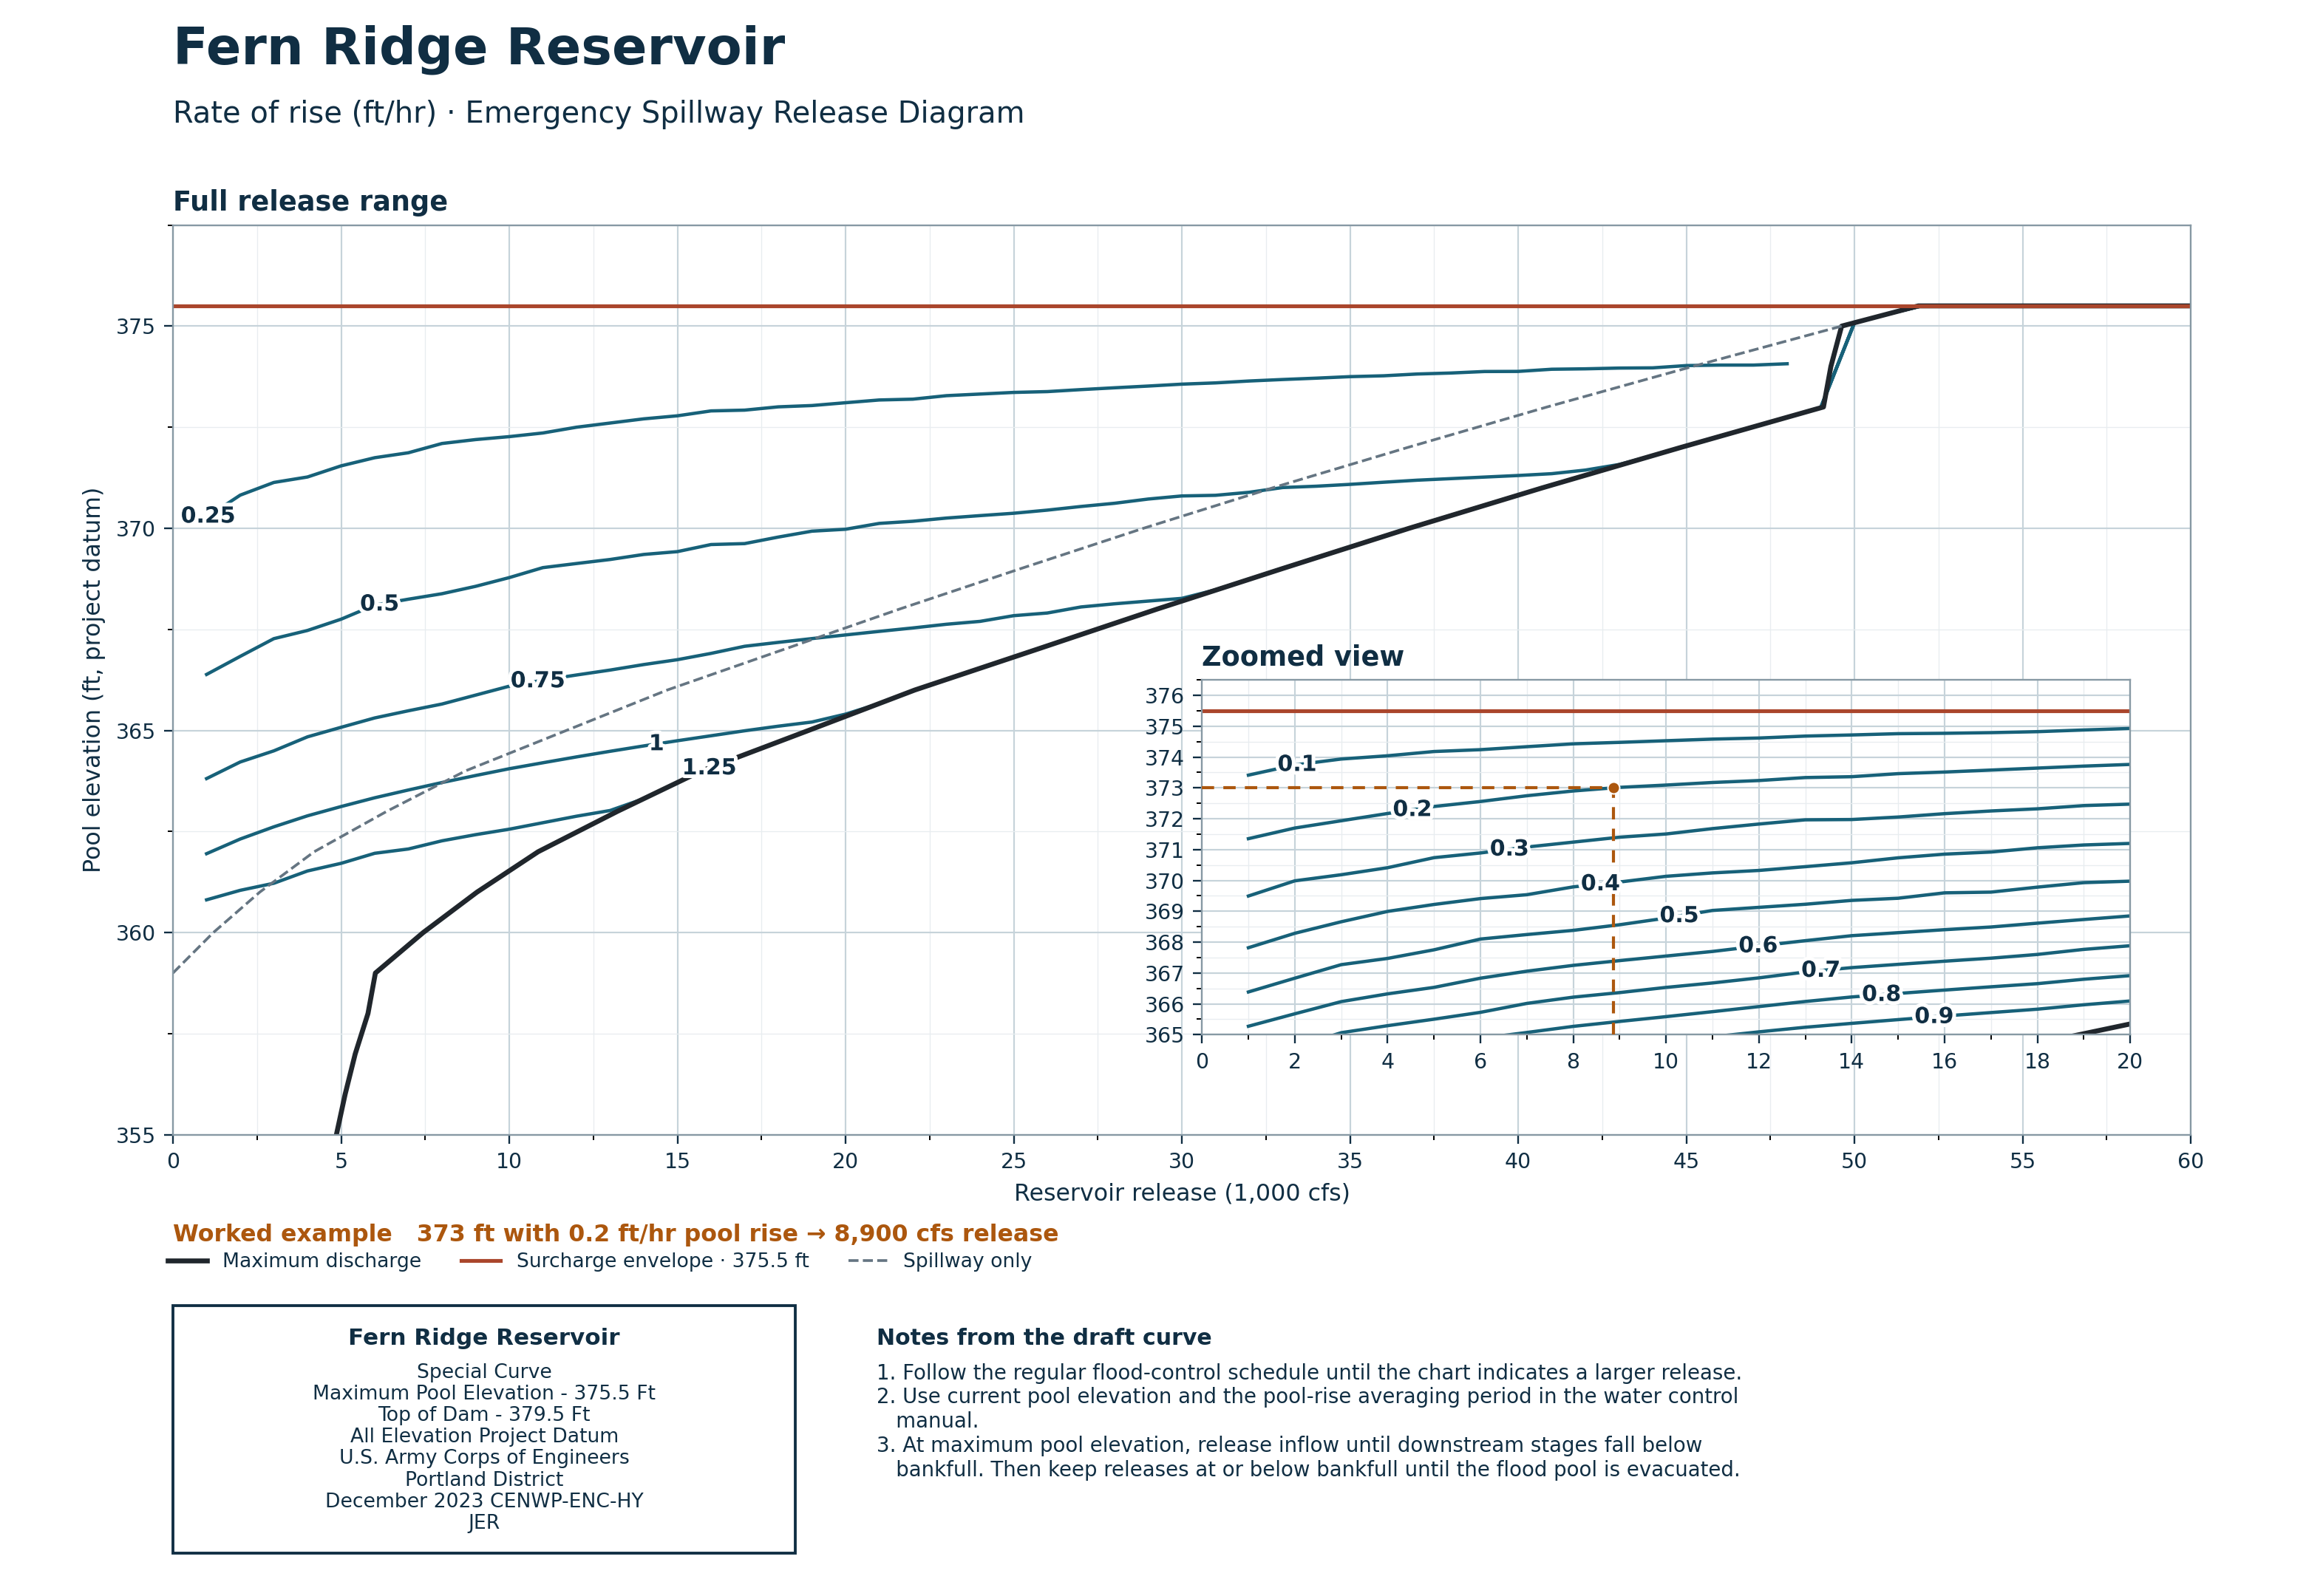 Fern Ridge Reservoir
Rate of rise (ft/hr) · Emergency Spillway Release Diagram
Full release range
Pool elevation (ft, project datum)
375
370
365
360
355
0.25
0.5
0.75
1
1.25
Zoomed view
376
375
374
373
372
371
370
369
368
367
366
365
0.1
0.2
0.3
0.4
0.5
0.6
0.7
0.8
0.9
0 2 4 6 8 10 12 14 16 18 20
0 5 10 15 20 25 30 35 40 45 50 55 60
Reservoir release (1,000 cfs)
Worked example 373 ft with 0.2 ft/hr pool rise → 8,900 cfs release
Maximum discharge Surcharge envelope · 375.5 ft Spillway only
Fern Ridge Reservoir
Special Curve
Maximum Pool Elevation - 375.5 Ft
Top of Dam - 379.5 Ft
All Elevation Project Datum
U.S. Army Corps of Engineers
Portland District
December 2023 CENWP-ENC-HY
JER
Notes from the draft curve
1. Follow the regular flood-control schedule until the chart indicates a larger release.
2. Use current pool elevation and the pool-rise averaging period in the water control
manual.
3. At maximum pool elevation, release inflow until downstream stages fall below
bankfull. Then keep releases at or below bankfull until the flood pool is evacuated.